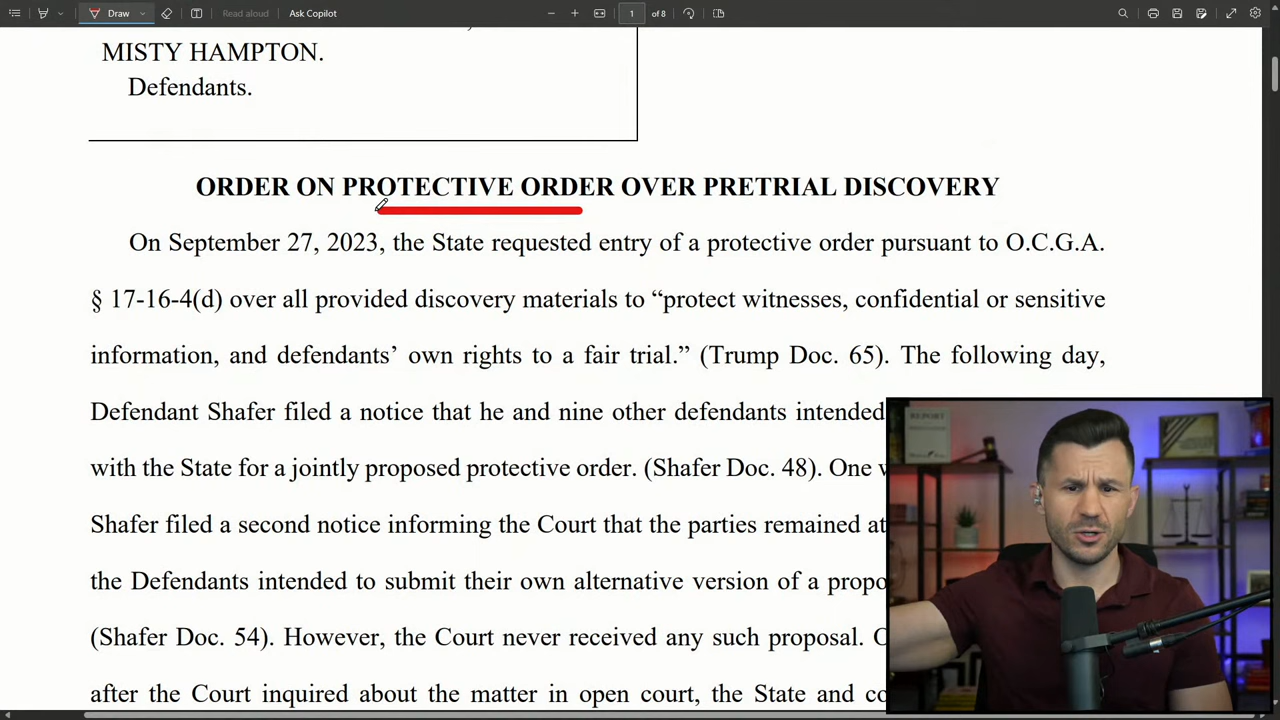 Draw
Read aloud
Ask Copilot
1
of 8
MISTY HAMPTON.
Defendants.
ORDER ON PROTECTIVE ORDER OVER PRETRIAL DISCOVERY
On September 27, 2023, the State requested entry of a protective order pursuant to O.C.G.A.
§ 17-16-4(d) over all provided discovery materials to “protect witnesses, confidential or sensitive
information, and defendants’ own rights to a fair trial.” (Trump Doc. 65). The following day,
Defendant Shafer filed a notice that he and nine other defendants intended
with the State for a jointly proposed protective order. (Shafer Doc. 48). One
Shafer filed a second notice informing the Court that the parties remained at
the Defendants intended to submit their own alternative version of a propo
(Shafer Doc. 54). However, the Court never received any such proposal.
after the Court inquired about the matter in open court, the State and co
REPORT